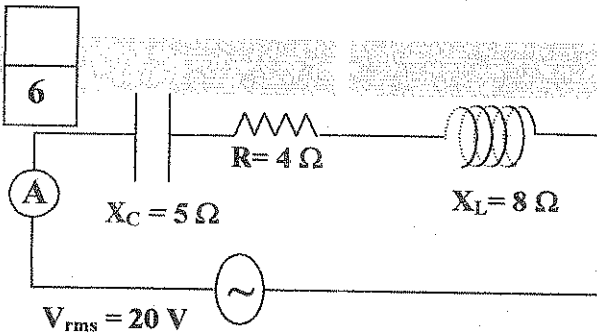 6
R= 4 Ω
A
X_C = 5 Ω
X_L= 8 Ω
~
V_rms = 20 V